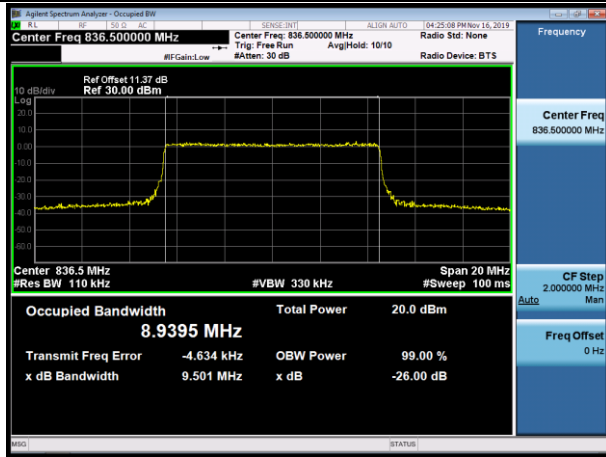 Agilent Spectrum Analyzer - Occupied BW
RL RF 50 Ω AC SENSE:INT ALIGN AUTO 04:25:08 PM Nov 16, 2019
Center Freq 836.500000 MHz Center Freq: 836.500000 MHz Radio Std: None Frequency
Trig: Free Run Avg|Hold: 10/10
#IFGain:Low #Atten: 30 dB Radio Device: BTS
Ref Offset 11.37 dB
10 dB/div Ref 30.00 dBm
Log
20.0
10.0
0.00
-10.0
-20.0
-30.0
-40.0
-50.0
-60.0
Center Freq
836.500000 MHz
Center 836.5 MHz Span 20 MHz
#Res BW 110 kHz #VBW 330 kHz #Sweep 100 ms
CF Step
2.000000 MHz
Auto Man
Occupied Bandwidth Total Power 20.0 dBm
8.9395 MHz
Transmit Freq Error -4.634 kHz OBW Power 99.00 %
x dB Bandwidth 9.501 MHz x dB -26.00 dB
Freq Offset
0 Hz
MSG STATUS